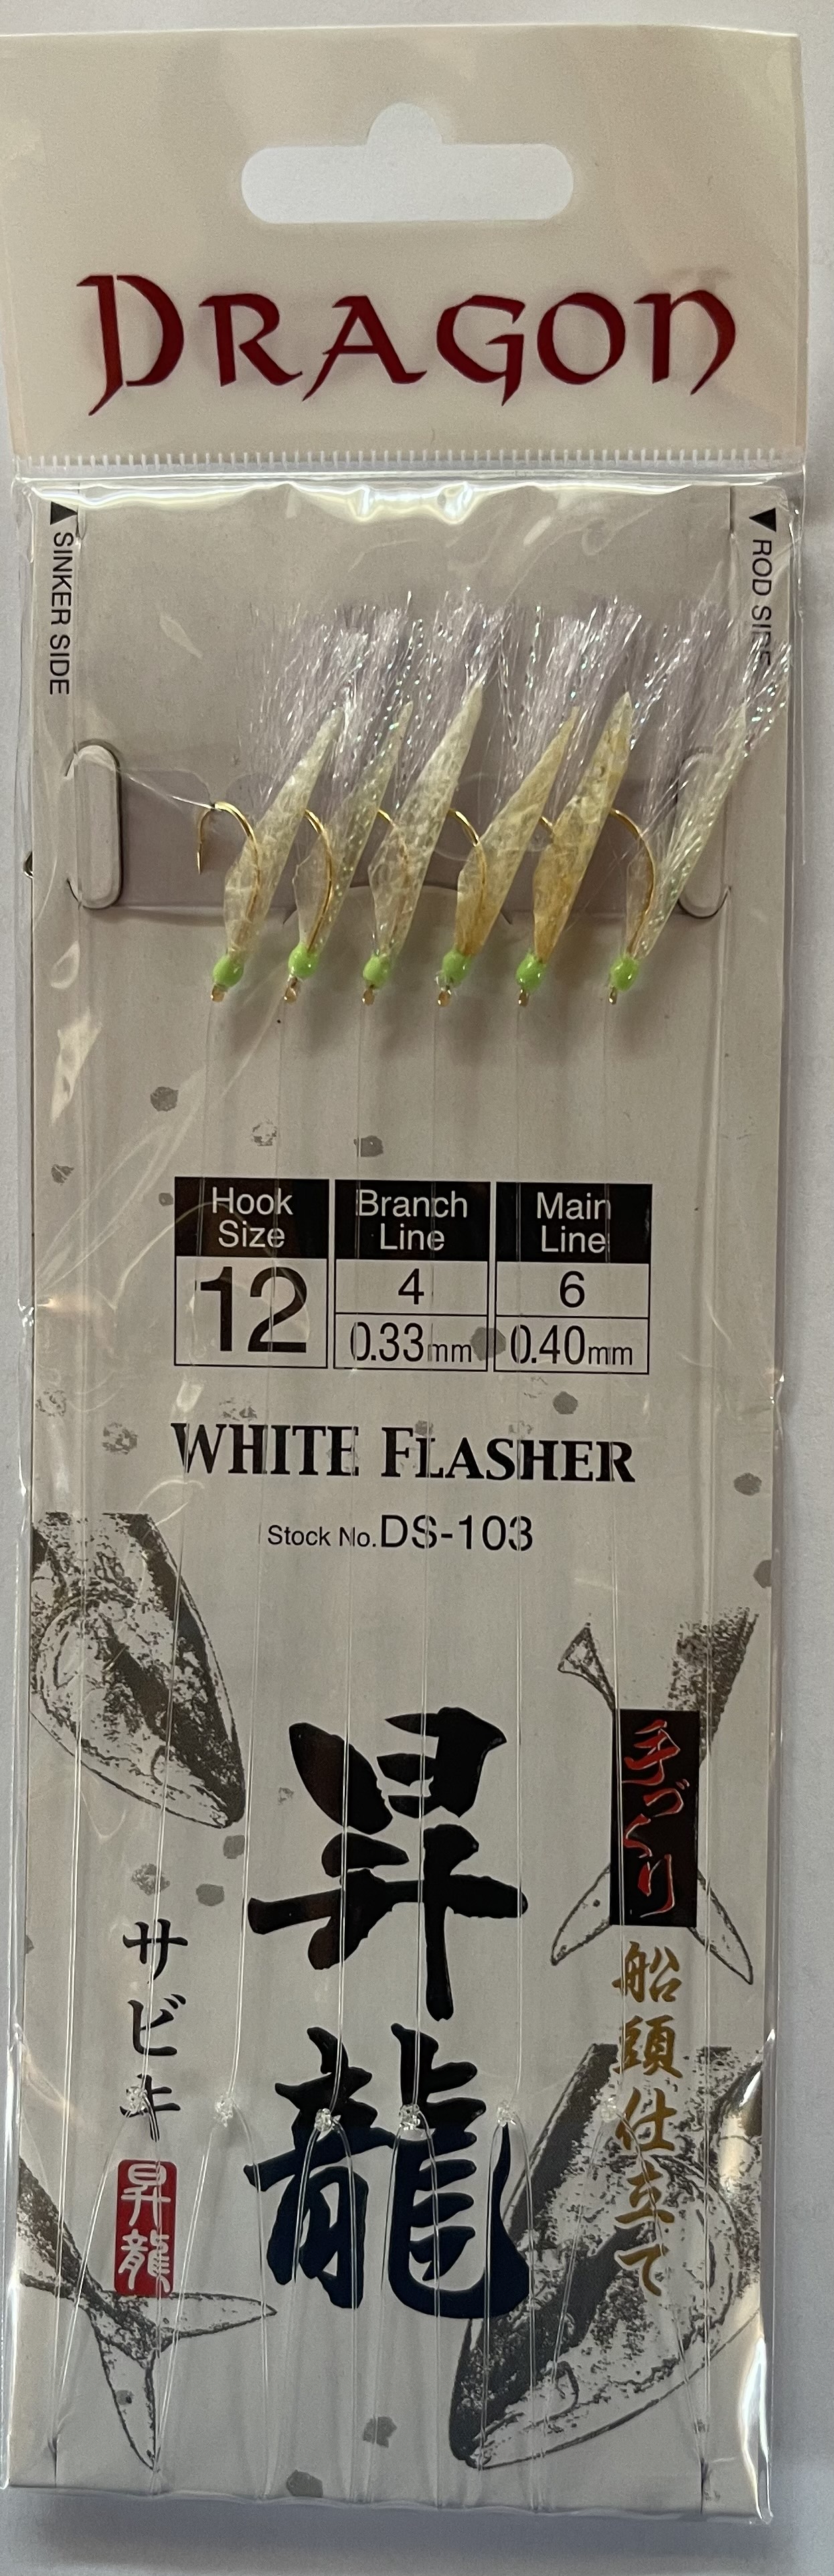 DRAGON
SINKER SIDE
ROD SIDE
Hook Size
12
Branch Line
4
0.33mm
Main Line
6
0.40mm
WHITE FLASHER
Stock No.DS-103
昇龍
手づくり
船頭仕立て
サビキ
昇龍